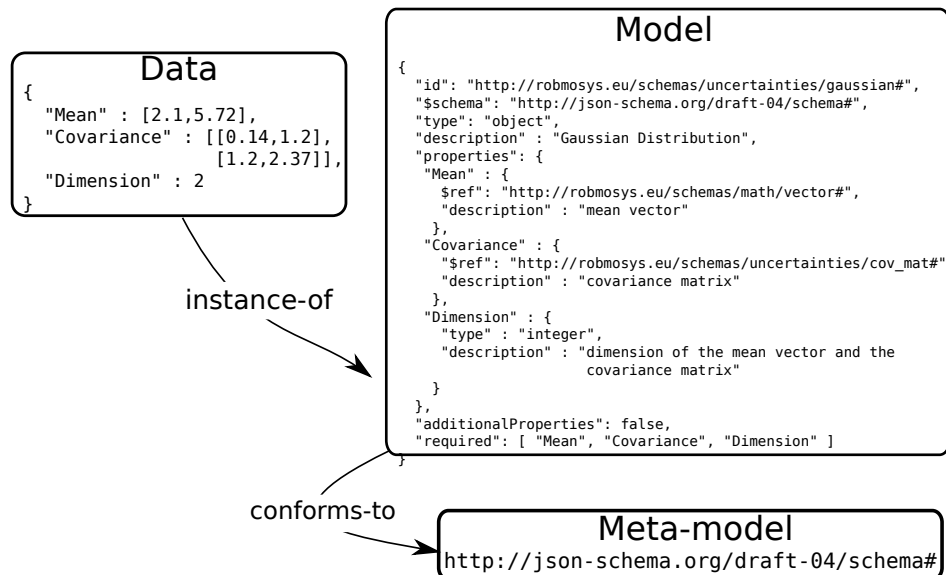 Data
{
"Mean" : [2.1,5.72],
"Covariance" : [[0.14,1.2],
[1.2,2.37]],
"Dimension" : 2
}
instance-of
Model
{
"id": "http://robmosys.eu/schemas/uncertainties/gaussian#",
"$schema": "http://json-schema.org/draft-04/schema#",
"type": "object",
"description" : "Gaussian Distribution",
"properties": {
"Mean" : {
$ref": "http://robmosys.eu/schemas/math/vector#",
"description" : "mean vector"
},
"Covariance" : {
"$ref": "http://robmosys.eu/schemas/uncertainties/cov_mat#"
"description" : "covariance matrix"
},
"Dimension" : {
"type" : "integer",
"description" : "dimension of the mean vector and the
covariance matrix"
}
},
"additionalProperties": false,
"required": [ "Mean", "Covariance", "Dimension" ]
}
conforms-to
Meta-model
http://json-schema.org/draft-04/schema#